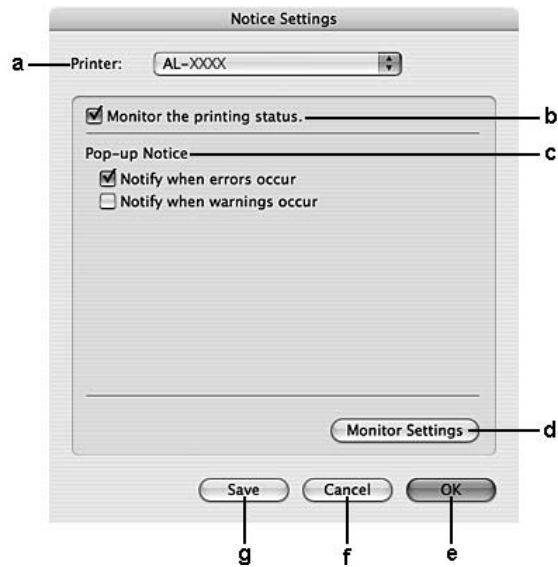 Notice Settings
a Printer: AL-XXXX
Monitor the printing status. b
Pop-up Notice c
Notify when errors occur
Notify when warnings occur
Monitor Settings d
Save Cancel OK
g f e